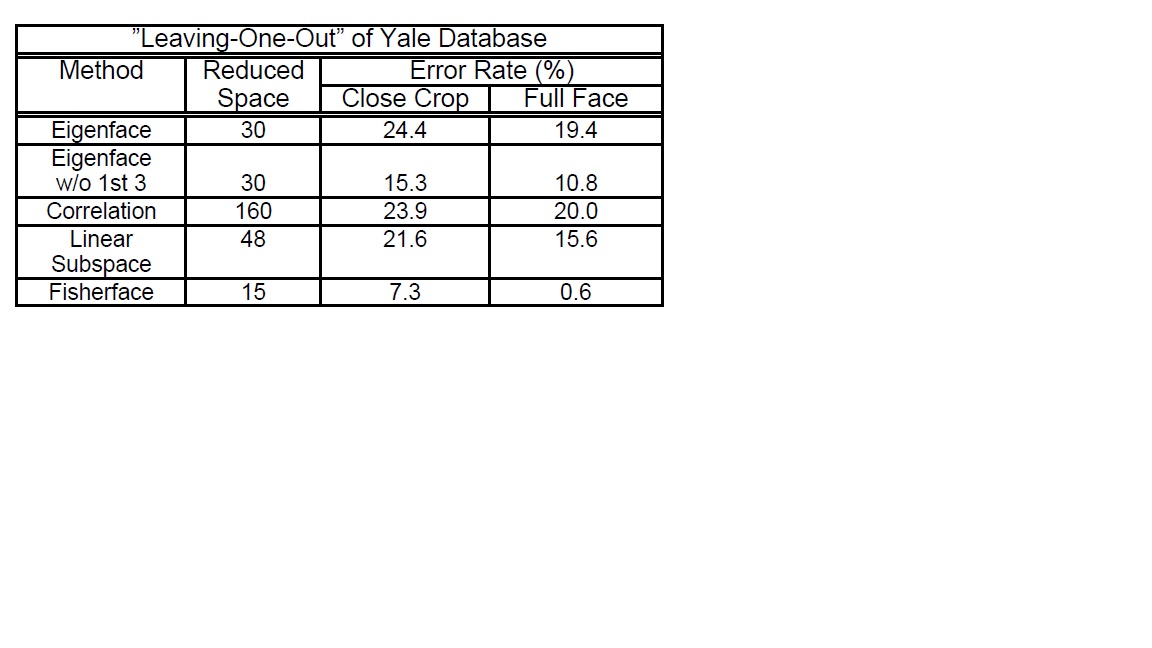 ”Leaving-One-Out” of Yale Database
Method Reduced Space Error Rate (%)
Close Crop Full Face
Eigenface 30 24.4 19.4
Eigenface
w/o 1st 3 30 15.3 10.8
Correlation 160 23.9 20.0
Linear 48 21.6 15.6
Subspace
Fisherface 15 7.3 0.6